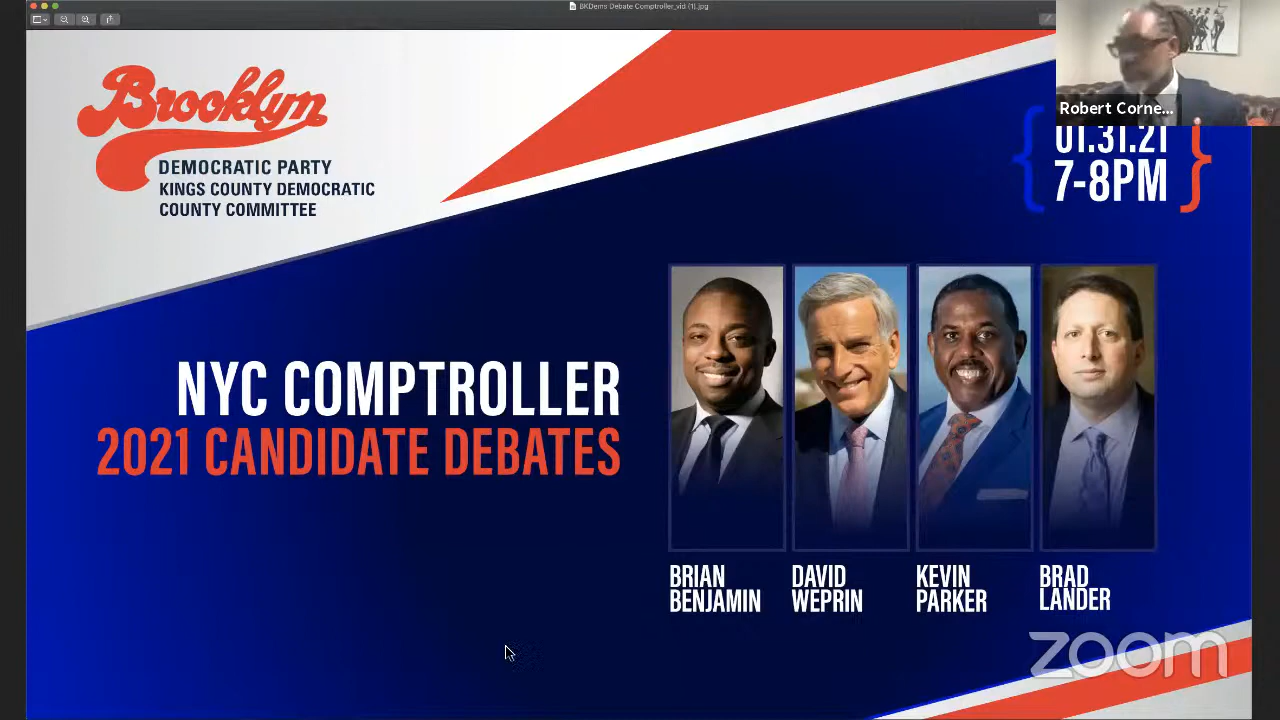 BKDems Debate Comptroller_vid (1).jpg
Brooklyn
DEMOCRATIC PARTY
KINGS COUNTY DEMOCRATIC
COUNTY COMMITTEE
Robert Corne...
01.31.21
7-8PM
NYC COMPTROLLER
2021 CANDIDATE DEBATES
BRIAN
BENJAMIN
DAVID
WEPRIN
KEVIN
PARKER
BRAD
LANDER
zoom